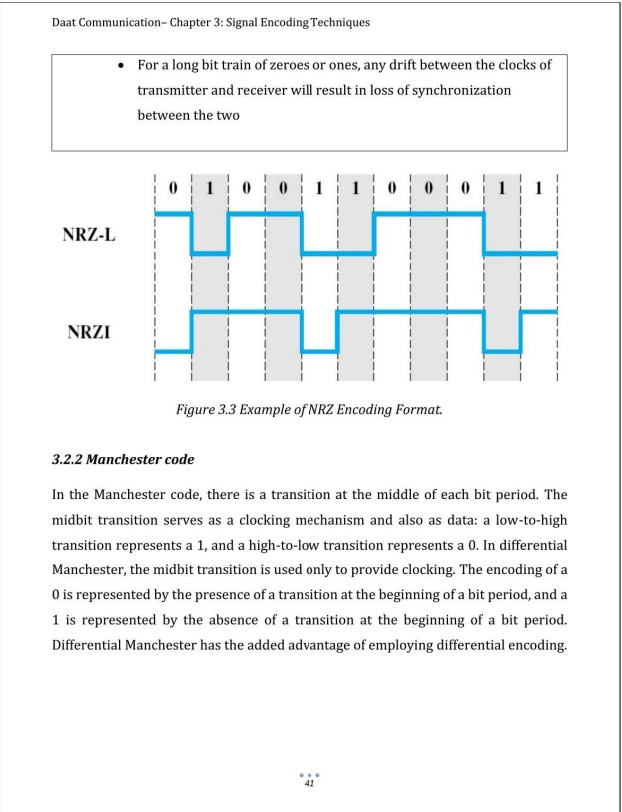 Daat Communication– Chapter 3: Signal Encoding Techniques
• For a long bit train of zeroes or ones, any drift between the clocks of
transmitter and receiver will result in loss of synchronization
between the two
0 1 0 0 1 1 0 0 0 1 1
NRZ-L
NRZI
Figure 3.3 Example of NRZ Encoding Format.
3.2.2 Manchester code
In the Manchester code, there is a transition at the middle of each bit period. The
midbit transition serves as a clocking mechanism and also as data: a low-to-high
transition represents a 1, and a high-to-low transition represents a 0. In differential
Manchester, the midbit transition is used only to provide clocking. The encoding of a
0 is represented by the presence of a transition at the beginning of a bit period, and a
1 is represented by the absence of a transition at the beginning of a bit period.
Differential Manchester has the added advantage of employing differential encoding.
41